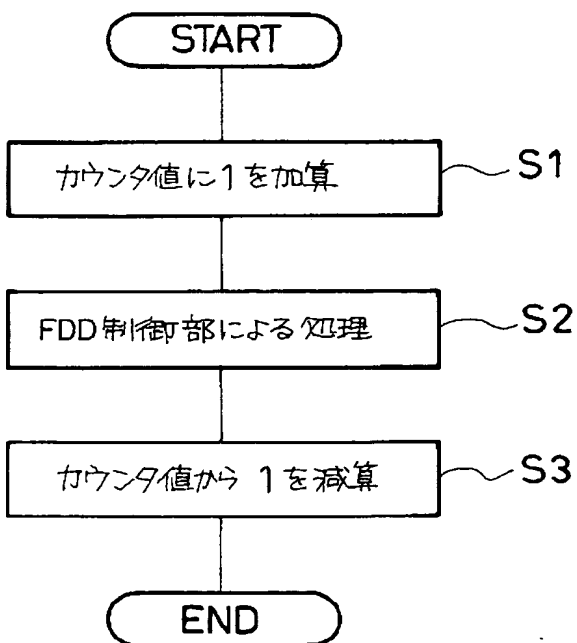 START
カウンタ値に1を加算
S1
FDD制御部による処理
S2
カウンタ値から 1を減算
S3
END